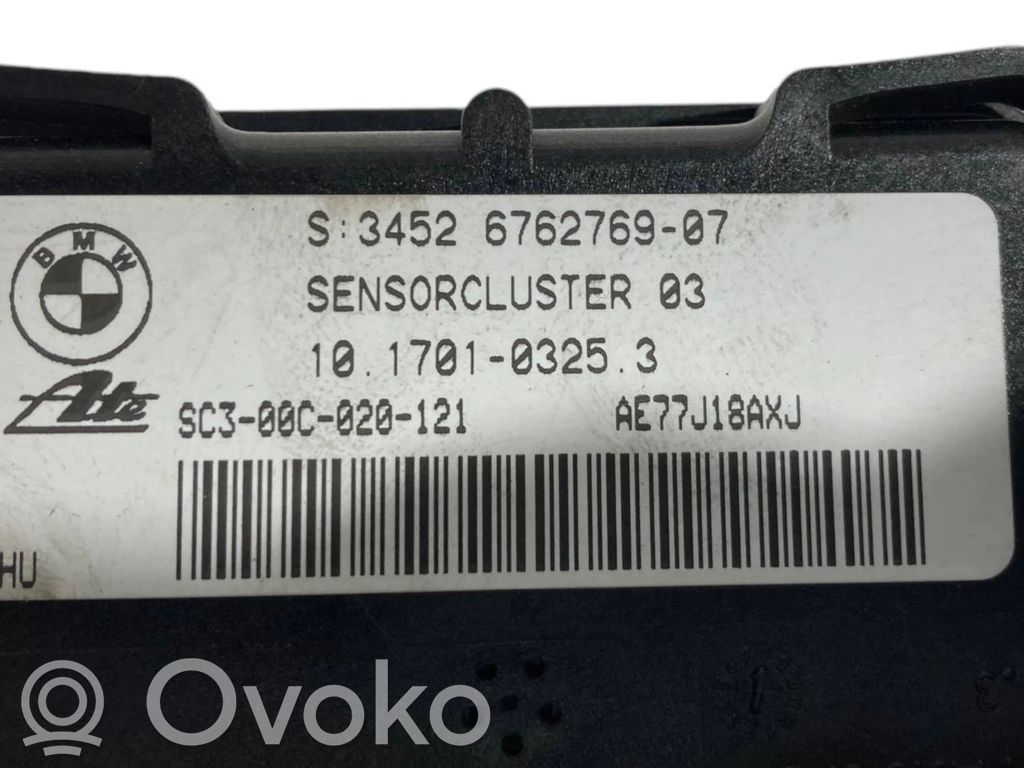 BMW
S:3452 6762769-07
SENSORCLUSTER 03
10.1701-0325.3
Ate
SC3-00C-020-121 AE77J18AXJ
HU
Ovoko